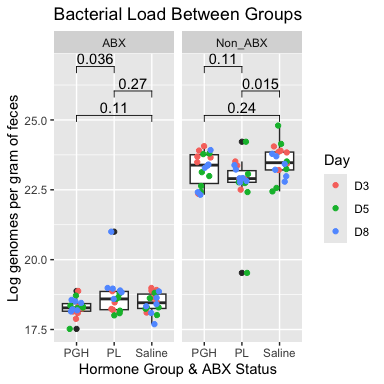 Bacterial Load Between Groups
ABX
Non_ABX
0.036
0.27
0.11
0.11
0.015
0.24
Log genomes per gram of feces
25.0
22.5
20.0
17.5
PGH PL Saline
PGH PL Saline
Hormone Group & ABX Status
Day
D3
D5
D8